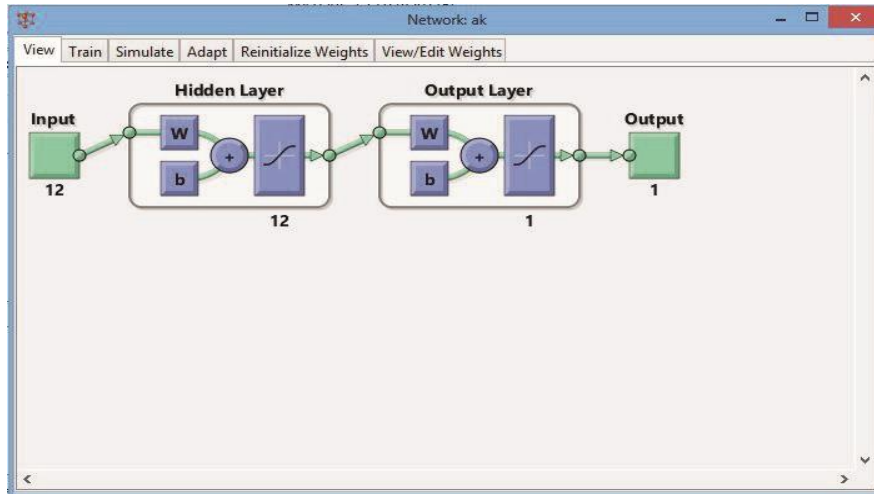 Network: ak
View Train Simulate Adapt Reinitialize Weights View/Edit Weights
Hidden Layer Output Layer
Input Output
W W
+ +
b b
12 12 1 1